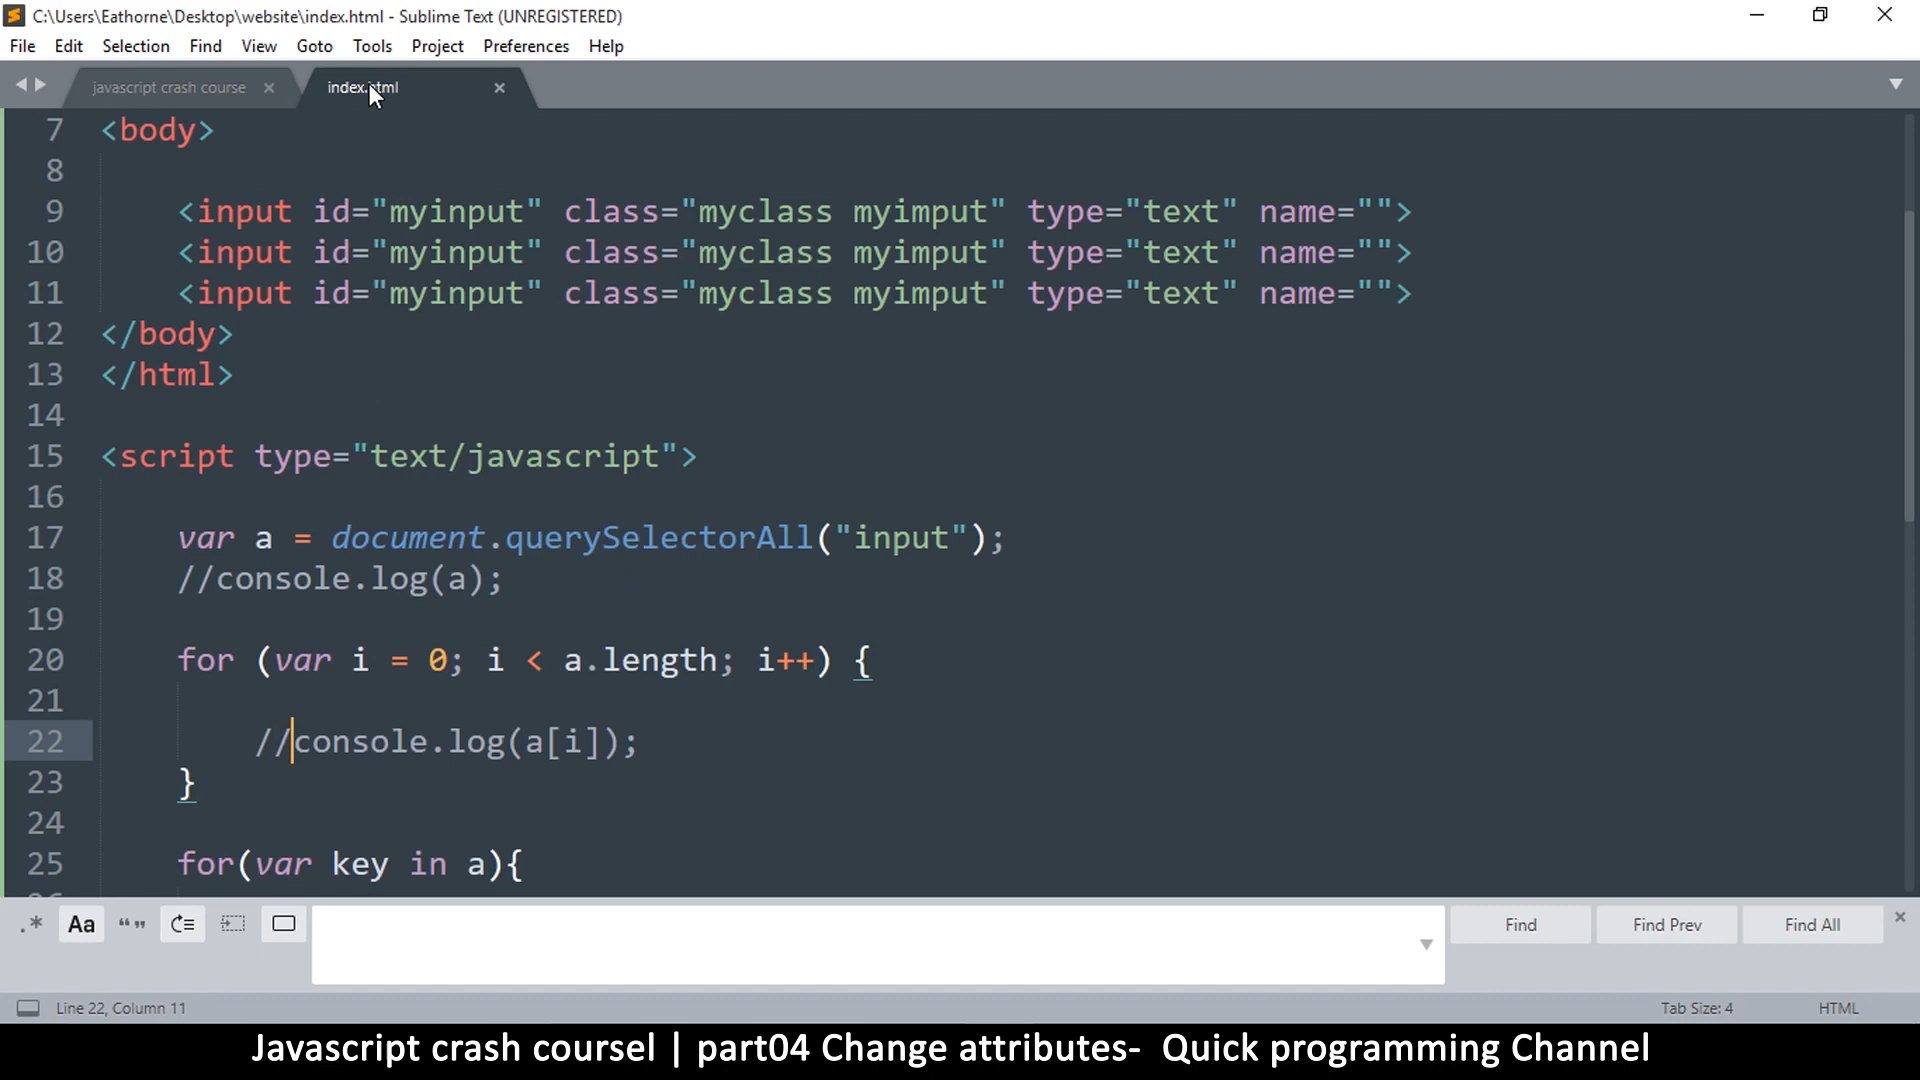 C:\Users\Eathorne\Desktop\website\index.html - Sublime Text (UNREGISTERED)
File Edit Selection Find View Goto Tools Project Preferences Help
javascript crash course index.html
7 <body>
8
9 <input id="myinput" class="myclass myimput" type="text" name="">
10 <input id="myinput" class="myclass myimput" type="text" name="">
11 <input id="myinput" class="myclass myimput" type="text" name="">
12 </body>
13 </html>
14
15 <script type="text/javascript">
16
17 var a = document.querySelectorAll("input");
18 //console.log(a);
19
20 for (var i = 0; i < a.length; i++) {
21
22 //console.log(a[i]);
23 }
24
25 for(var key in a){
.* Aa “” Find Find Prev Find All
Line 22, Column 11 Tab Size: 4 HTML
Javascript crash coursel | part04 Change attributes- Quick programming Channel